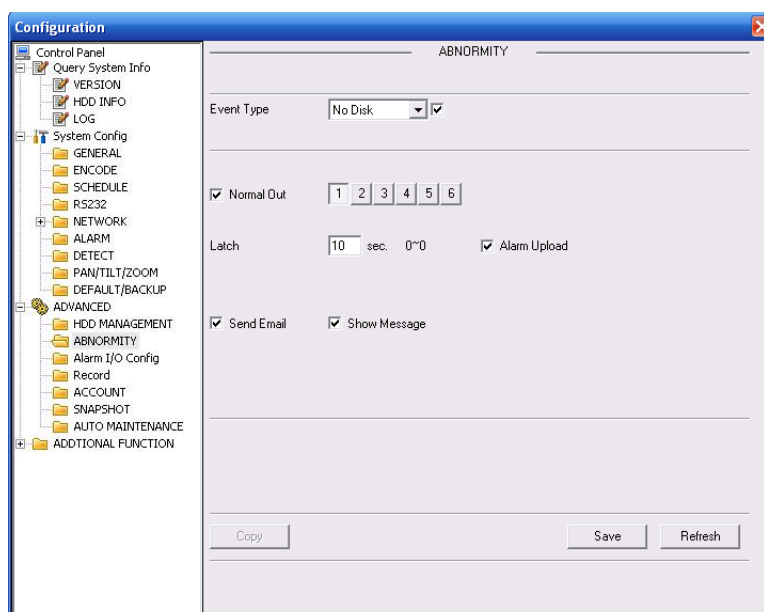 Configuration
Control Panel
Query System Info
VERSION
HDD INFO
LOG
System Config
GENERAL
ENCODE
SCHEDULE
RS232
NETWORK
ALARM
DETECT
PAN/TILT/ZOOM
DEFAULT/BACKUP
ADVANCED
HDD MANAGEMENT
ABNORMITY
Alarm I/O Config
Record
ACCOUNT
SNAPSHOT
AUTO MAINTENANCE
ADDTIONAL FUNCTION
ABNORMITY
Event Type No Disk
Normal Out 1 2 3 4 5 6
Latch 10 sec. 0~0 Alarm Upload
Send Email Show Message
Copy Save Refresh